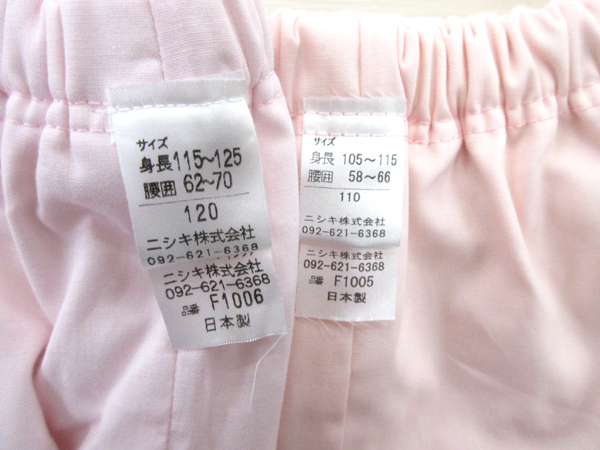 サイズ
身長115～125
腰囲 62～70
120
ニシキ株式会社
092-621-6368
ニシキ株式会社
092-621-6368
品番 F1006
日本製
サイズ
身長 105～115
腰囲 58～66
110
ニシキ株式会社
092-621-6368
ニシキ株式会社
092-621-6368
品番 F1005
日本製